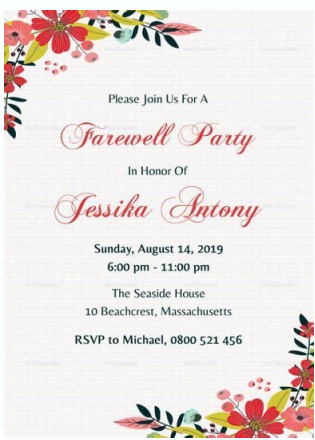 Please Join Us For A
Farewell Party
In Honor Of
Jessika Antony
Sunday, August 14, 2019
6:00 pm - 11:00 pm
The Seaside House
10 Beachcrest, Massachusetts
RSVP to Michael, 0800 521 456